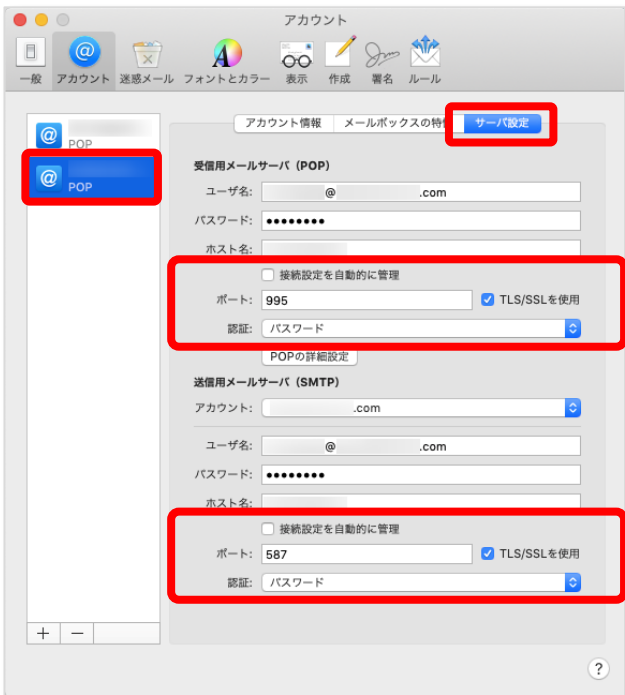 アカウント
一般 アカウント 迷惑メール フォントとカラー 表示 作成 署名 ルール
POP
POP
アカウント情報 メールボックスの特 サーバ設定
受信用メールサーバ（POP）
ユーザ名: @ .com
パスワード: ●●●●●●●●
ホスト名:
接続設定を自動的に管理
ポート: 995 TLS/SSLを使用
認証: パスワード
POPの詳細設定
送信用メールサーバ（SMTP）
アカウント: .com
ユーザ名: @ .com
パスワード: ●●●●●●●●
ホスト名:
接続設定を自動的に管理
ポート: 587 TLS/SSLを使用
認証: パスワード
+ −
?